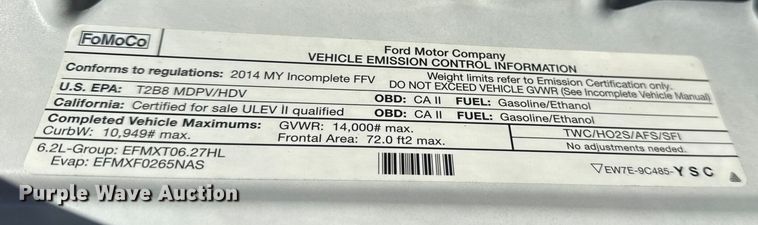 FoMoCo
Ford Motor Company
VEHICLE EMISSION CONTROL INFORMATION
Conforms to regulations: 2014 MY Incomplete FFV
Weight limits refer to Emission Certification only.
DO NOT EXCEED VEHICLE GVWR (See Incomplete Vehicle Manual)
U.S. EPA: T2B8 MDPV/HDV OBD: CA II FUEL: Gasoline/Ethanol
California: Certified for sale ULEV II qualified OBD: CA II FUEL: Gasoline/Ethanol
Completed Vehicle Maximums: GVWR: 14,000# max.
CurbW: 10,949# max. Frontal Area: 72.0 ft2 max.
TWC/HO2S/AFS/SFI
No adjustments needed.
6.2L-Group: EFMXT06.27HL
Evap: EFMXF0265NAS
EW7E-9C485-YSC
Purple Wave Auction